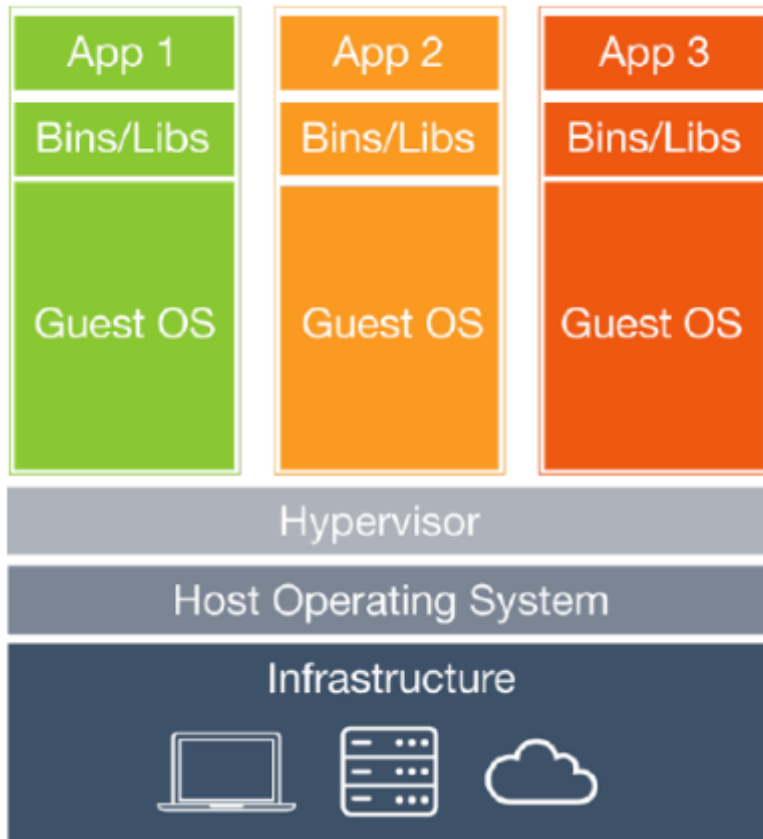 App 1
App 2
App 3
Bins/Libs
Bins/Libs
Bins/Libs
Guest OS
Guest OS
Guest OS
Hypervisor
Host Operating System
Infrastructure